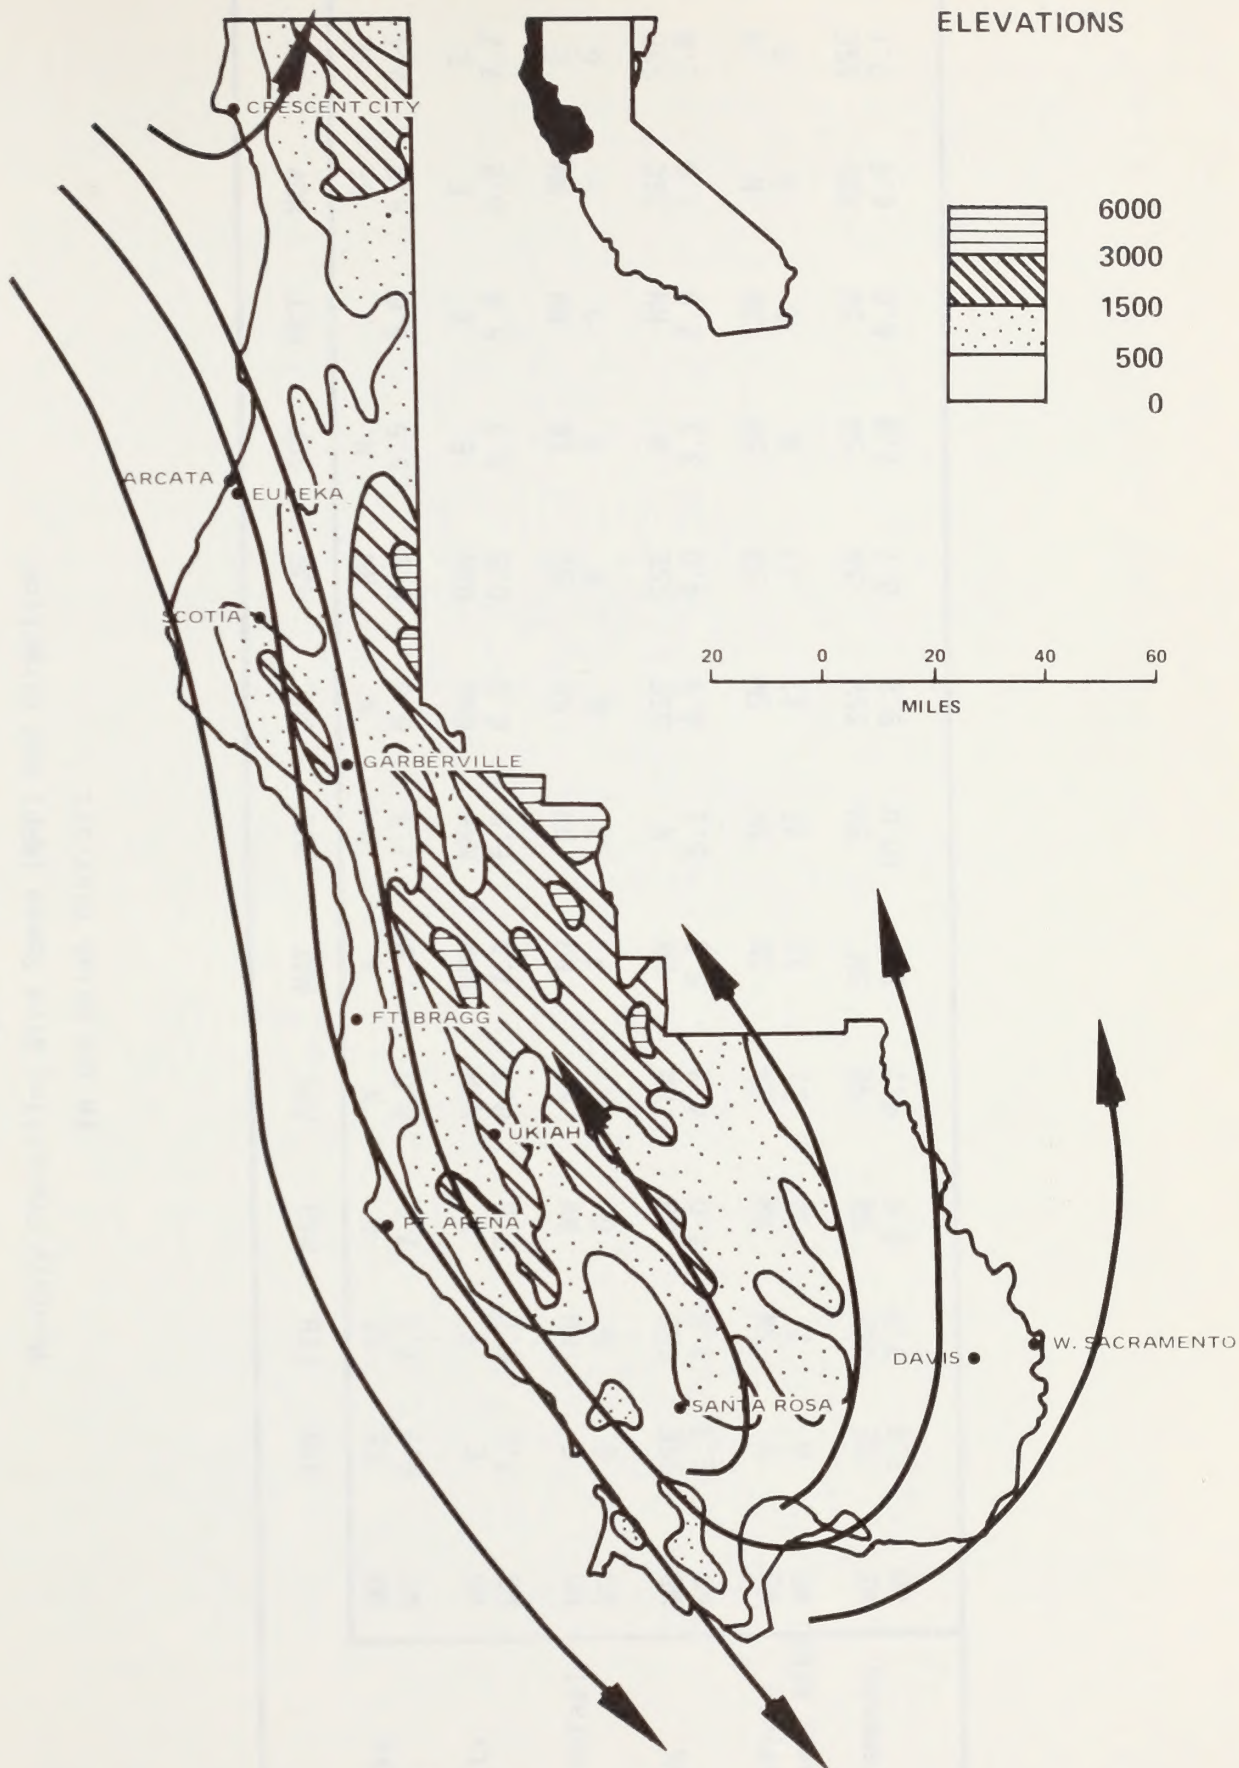 ELEVATIONS
CRESCENT CITY
6000
3000
1500
500
0
ARCATA
EUREKA
SCOTIA
20 0 20 40 60
MILES
GARBERVILLE
FT. BRAGG
UKIAH
PT. ARENA
W. SACRAMENTO
DAVIS
SANTA ROSA